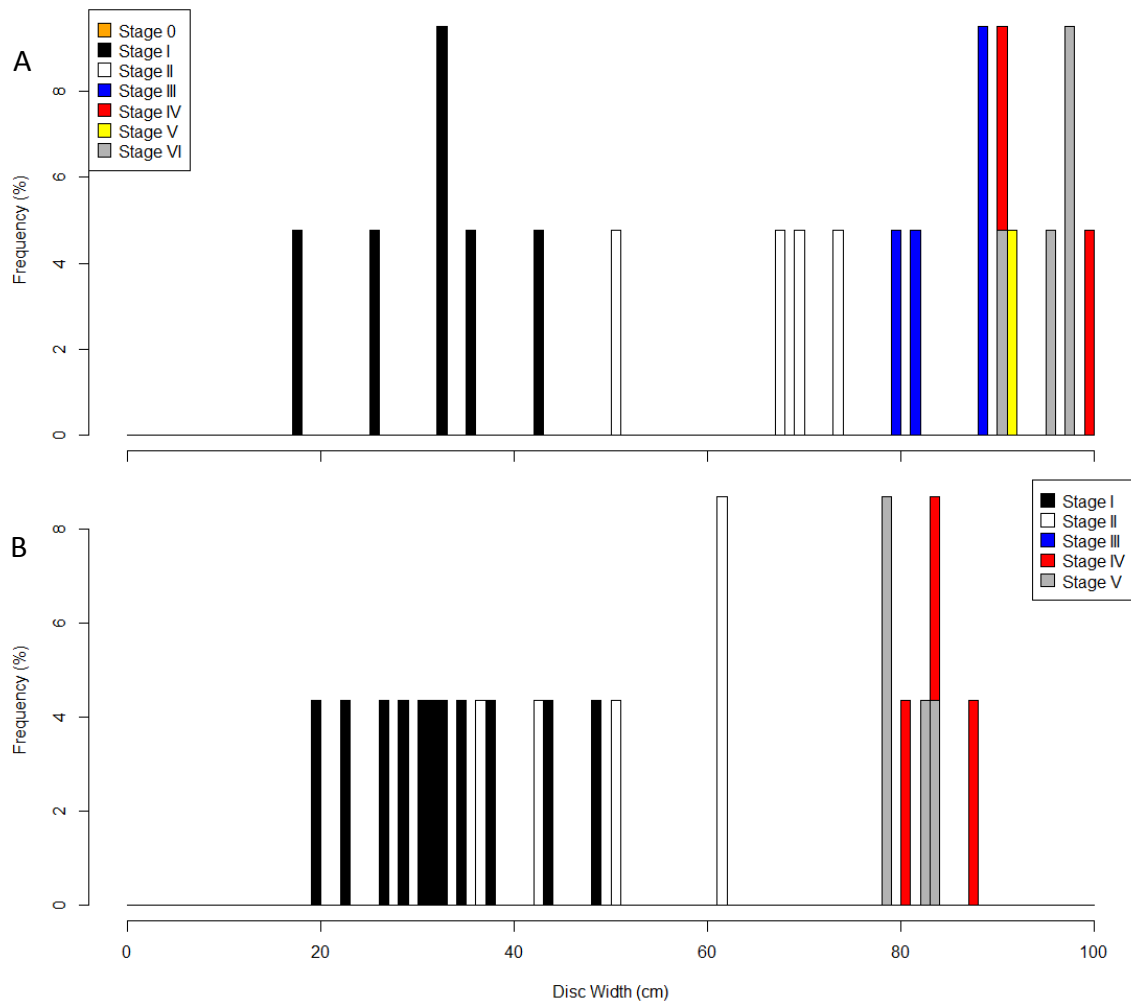 A
Stage 0
Stage I
Stage II
Stage III
Stage IV
Stage V
Stage VI
Frequency (%)
8
6
4
2
0
B
Stage I
Stage II
Stage III
Stage IV
Stage V
Frequency (%)
8
6
4
2
0
0 20 40 60 80 100
Disc Width (cm)